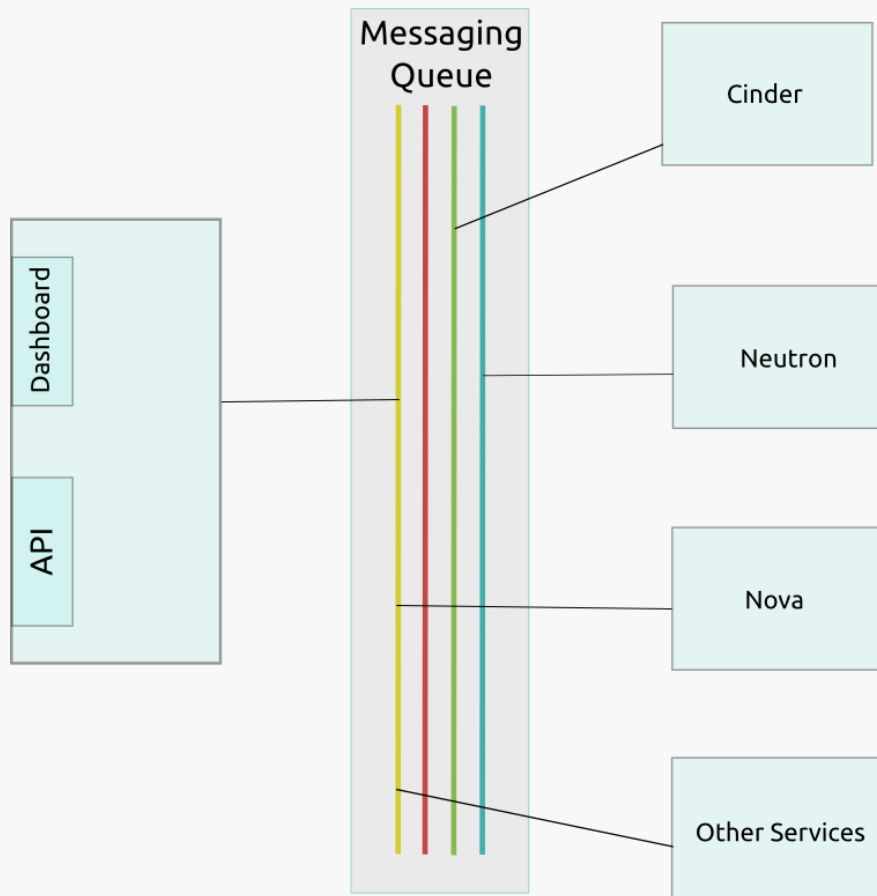 Messaging
Queue
Cinder
Dashboard
Neutron
API
Nova
Other Services